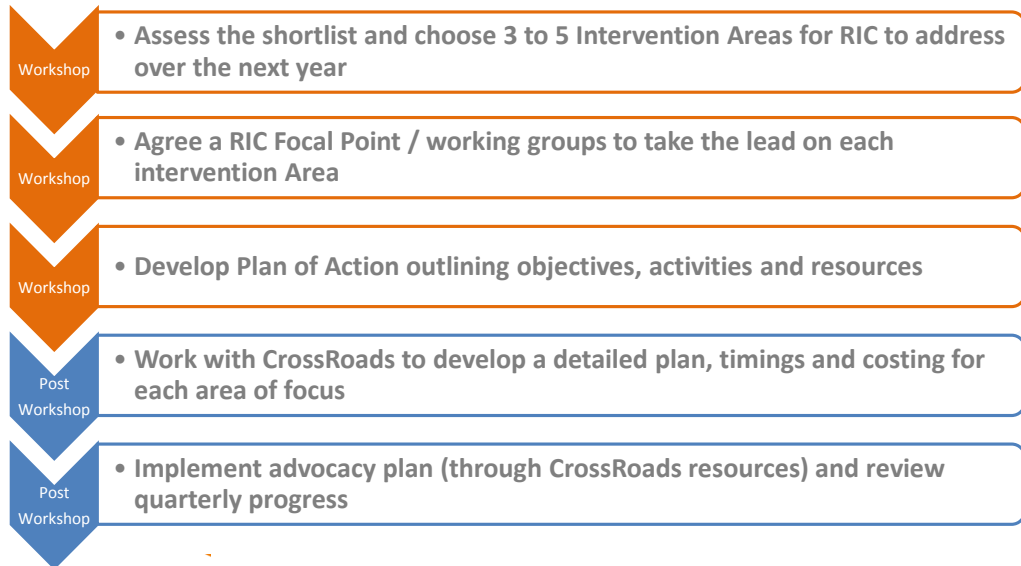 Workshop
• Assess the shortlist and choose 3 to 5 Intervention Areas for RIC to address
over the next year
Workshop
• Agree a RIC Focal Point / working groups to take the lead on each
intervention Area
Workshop
• Develop Plan of Action outlining objectives, activities and resources
Post
Workshop
• Work with CrossRoads to develop a detailed plan, timings and costing for
each area of focus
Post
Workshop
• Implement advocacy plan (through CrossRoads resources) and review
quarterly progress